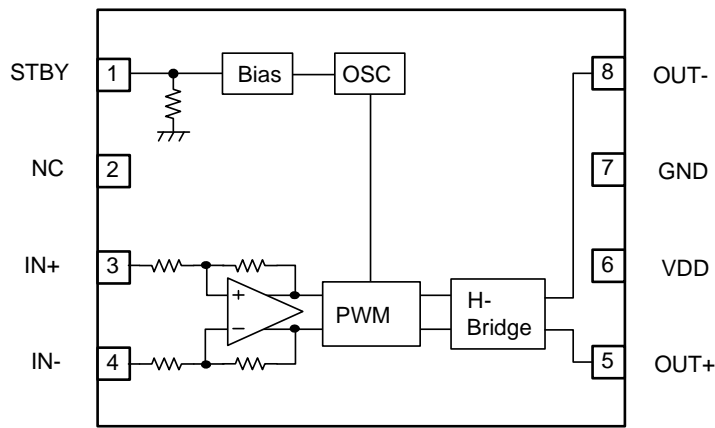 STBY
1
Bias
OSC
8
OUT-
NC
2
7
GND
IN+
3
6
VDD
+
PWM
H-
Bridge
−
IN-
4
5
OUT+